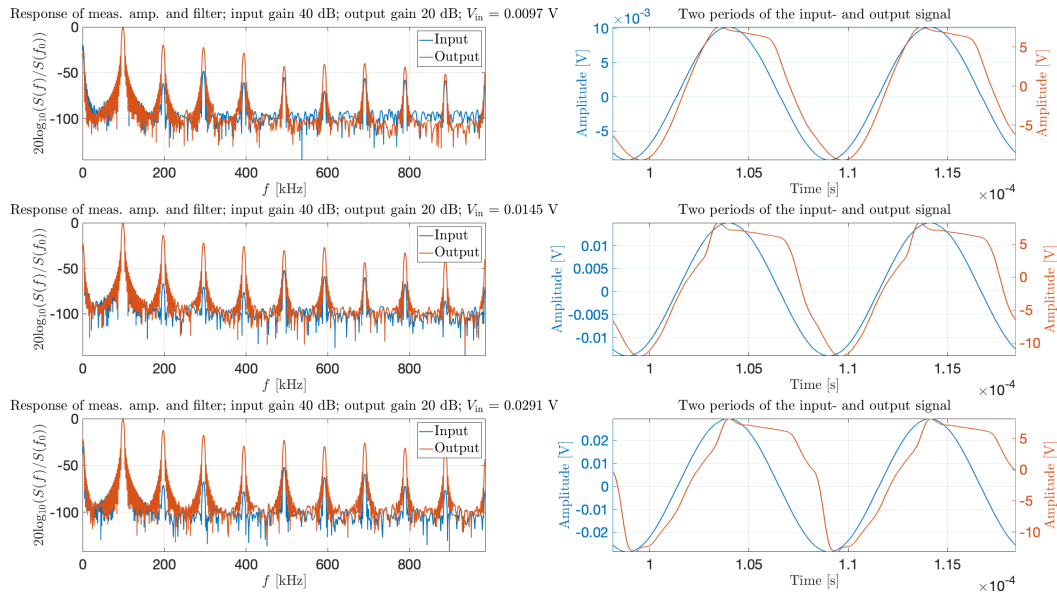 Response of meas. amp. and filter; input gain 40 dB; output gain 20 dB; Vin = 0.0097 V
20log10(S(f)/S(f0))
0
-50
-100
Input
Output
0 200 400 600 800
f [kHz]
Two periods of the input- and output signal
×10-3
Amplitude [V]
10
5
0
-5
5
0
-5
Amplitude [V]
1 1.05 1.1 1.15
Time [s]
×10-4
Response of meas. amp. and filter; input gain 40 dB; output gain 20 dB; Vin = 0.0145 V
20log10(S(f)/S(f0))
0
-50
-100
Input
Output
0 200 400 600 800
f [kHz]
Two periods of the input- and output signal
Amplitude [V]
0.01
0.005
0
-0.005
-0.01
5
0
-5
-10
Amplitude [V]
1 1.05 1.1 1.15
Time [s]
×10-4
Response of meas. amp. and filter; input gain 40 dB; output gain 20 dB; Vin = 0.0291 V
20log10(S(f)/S(f0))
0
-50
-100
Input
Output
0 200 400 600 800
f [kHz]
Two periods of the input- and output signal
Amplitude [V]
0.02
0.01
0
-0.01
-0.02
5
0
-5
-10
Amplitude [V]
1 1.05 1.1 1.15
Time [s]
×10-4